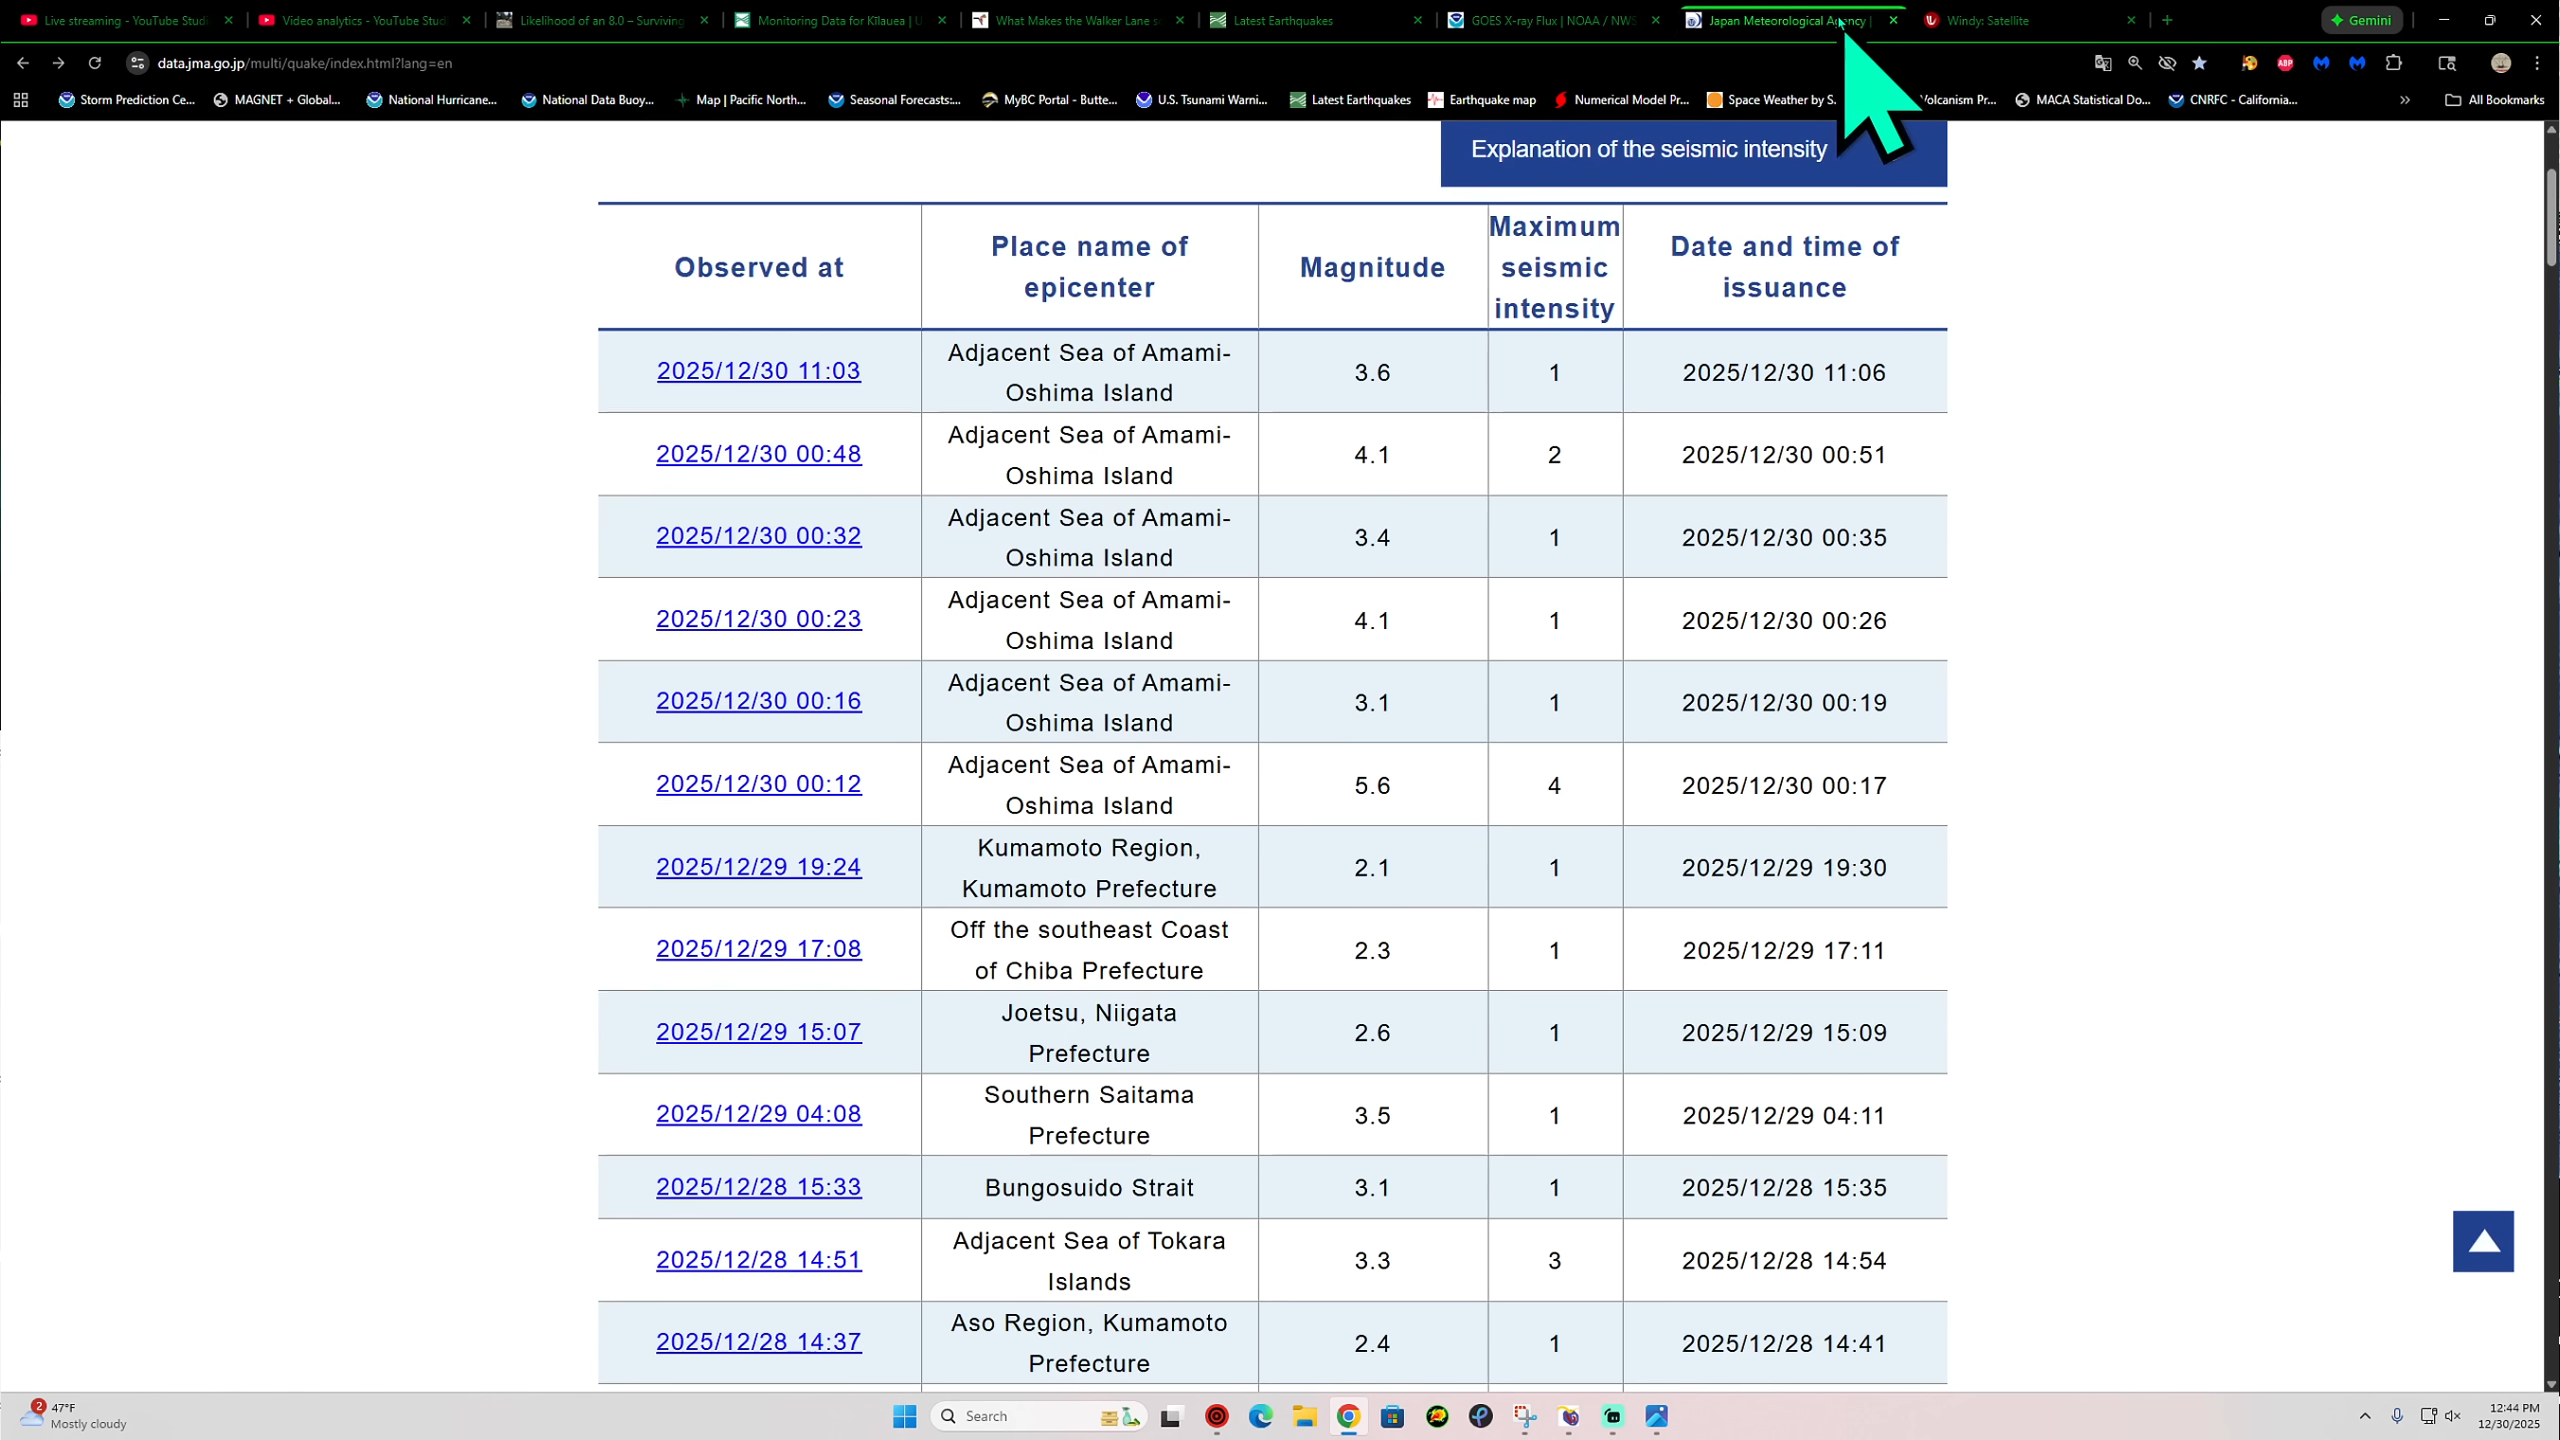 Live streaming - YouTube Studi
Video analytics - YouTube Stud
Likelihood of an 8.0 – Surviving
Monitoring Data for Kīlauea | U
What Makes the Walker Lane s
Latest Earthquakes
GOES X-ray Flux | NOAA / NWS
Japan Meteorological Agency |
Windy: Satellite
Gemini
data.jma.go.jp/multi/quake/index.html?lang=en
Storm Prediction Ce...
MAGNET + Global...
National Hurricane...
National Data Buoy...
Map | Pacific North...
Seasonal Forecasts:...
MyBC Portal - Butte...
U.S. Tsunami Warni...
Latest Earthquakes
Earthquake map
Numerical Model Pr...
Space Weather by S.
Volcanism Pr...
MACA Statistical Do...
CNRFC - California...
All Bookmarks
Explanation of the seismic intensity
Observed at
Place name of
epicenter
Magnitude
Maximum
seismic
intensity
Date and time of
issuance
2025/12/30 11:03
Adjacent Sea of Amami-
Oshima Island
3.6
1
2025/12/30 11:06
2025/12/30 00:48
Adjacent Sea of Amami-
Oshima Island
4.1
2
2025/12/30 00:51
2025/12/30 00:32
Adjacent Sea of Amami-
Oshima Island
3.4
1
2025/12/30 00:35
2025/12/30 00:23
Adjacent Sea of Amami-
Oshima Island
4.1
1
2025/12/30 00:26
2025/12/30 00:16
Adjacent Sea of Amami-
Oshima Island
3.1
1
2025/12/30 00:19
2025/12/30 00:12
Adjacent Sea of Amami-
Oshima Island
5.6
4
2025/12/30 00:17
2025/12/29 19:24
Kumamoto Region,
Kumamoto Prefecture
2.1
1
2025/12/29 19:30
2025/12/29 17:08
Off the southeast Coast
of Chiba Prefecture
2.3
1
2025/12/29 17:11
2025/12/29 15:07
Joetsu, Niigata
Prefecture
2.6
1
2025/12/29 15:09
2025/12/29 04:08
Southern Saitama
Prefecture
3.5
1
2025/12/29 04:11
2025/12/28 15:33
Bungosuido Strait
3.1
1
2025/12/28 15:35
2025/12/28 14:51
Adjacent Sea of Tokara
Islands
3.3
3
2025/12/28 14:54
2025/12/28 14:37
Aso Region, Kumamoto
Prefecture
2.4
1
2025/12/28 14:41
2
47°F
Mostly cloudy
Search
12:44 PM
12/30/2025